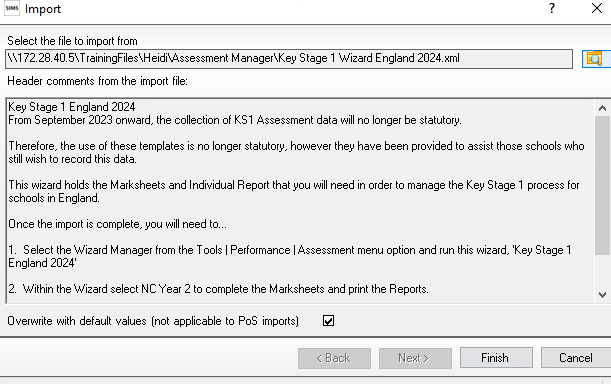 SIMS Import ? ×
Select the file to import from
\\172.28.40.5\TrainingFiles\Heidi\Assessment Manager\Key Stage 1 Wizard England 2024.xml
Header comments from the import file:
Key Stage 1 England 2024
From September 2023 onward, the collection of KS1 Assessment data will no longer be statutory.
Therefore, the use of these templates is no longer statutory, however they have been provided to assist those schools who
still wish to record this data.
This wizard holds the Marksheets and Individual Report that you will need in order to manage the Key Stage 1 process for
schools in England.
Once the import is complete, you will need to...
1. Select the Wizard Manager from the Tools | Performance | Assessment menu option and run this wizard, 'Key Stage 1
England 2024'
2. Within the Wizard select NC Year 2 to complete the Marksheets and print the Reports.
Overwrite with default values (not applicable to PoS imports)
< Back Next > Finish Cancel